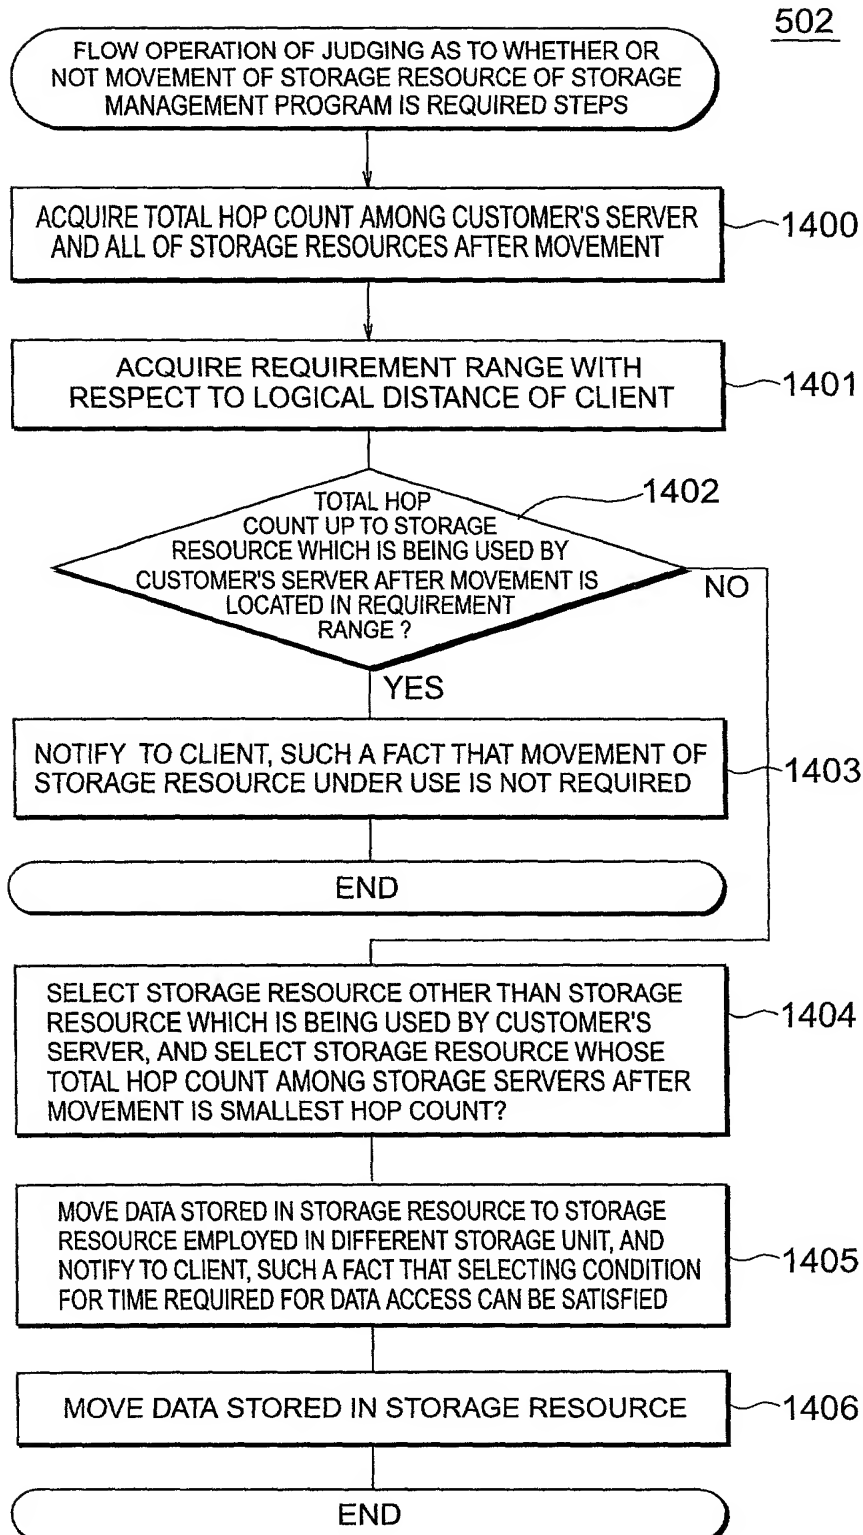 502
FLOW OPERATION OF JUDGING AS TO WHETHER OR
NOT MOVEMENT OF STORAGE RESOURCE OF STORAGE
MANAGEMENT PROGRAM IS REQUIRED STEPS
ACQUIRE TOTAL HOP COUNT AMONG CUSTOMER'S SERVER
AND ALL OF STORAGE RESOURCES AFTER MOVEMENT
1400
ACQUIRE REQUIREMENT RANGE WITH
RESPECT TO LOGICAL DISTANCE OF CLIENT
1401
TOTAL HOP
COUNT UP TO STORAGE
RESOURCE WHICH IS BEING USED BY
CUSTOMER'S SERVER AFTER MOVEMENT IS
LOCATED IN REQUIREMENT
RANGE ?
1402
NO
YES
NOTIFY TO CLIENT, SUCH A FACT THAT MOVEMENT OF
STORAGE RESOURCE UNDER USE IS NOT REQUIRED
1403
END
SELECT STORAGE RESOURCE OTHER THAN STORAGE
RESOURCE WHICH IS BEING USED BY CUSTOMER'S
SERVER, AND SELECT STORAGE RESOURCE WHOSE
TOTAL HOP COUNT AMONG STORAGE SERVERS AFTER
MOVEMENT IS SMALLEST HOP COUNT?
1404
MOVE DATA STORED IN STORAGE RESOURCE TO STORAGE
RESOURCE EMPLOYED IN DIFFERENT STORAGE UNIT, AND
NOTIFY TO CLIENT, SUCH A FACT THAT SELECTING CONDITION
FOR TIME REQUIRED FOR DATA ACCESS CAN BE SATISFIED
1405
MOVE DATA STORED IN STORAGE RESOURCE
1406
END